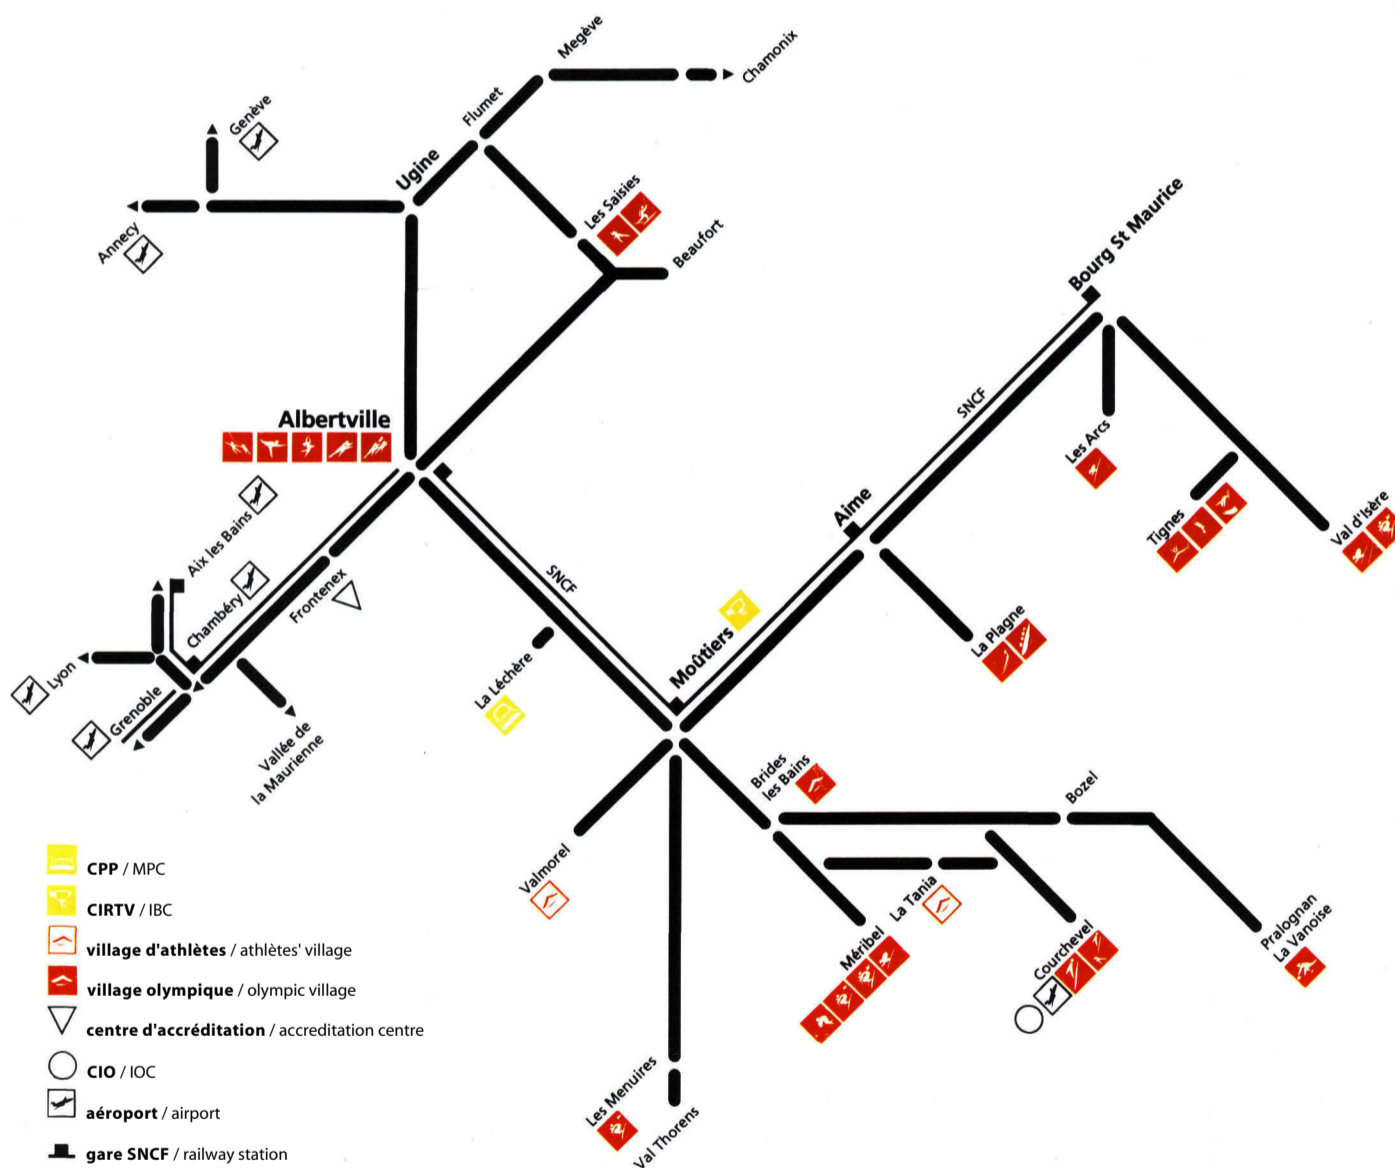 Megève
Chamonix
Flumet
Genève
Ugine
Annecy
Les Saisies
Beaufort
Bourg St Maurice
Albertville
SNCF
Les Arcs
Tignes
Val d'Isère
Aime
Aix les Bains
Chambéry
Frontenex
SNCF
Moûtiers
La Plagne
Lyon
Grenoble
Vallée de
la Maurienne
La Léchère
Brides
les Bains
Bozel
Valmorel
La Tania
Méribel
Courchevel
Pralognan
La Vanoise
Les Menuires
Val Thorens
CPP / MPC
CIRTV / IBC
village d'athlètes / athlètes' village
village olympique / olympic village
centre d'accréditation / accreditation centre
CIO / IOC
aéroport / airport
gare SNCF / railway station